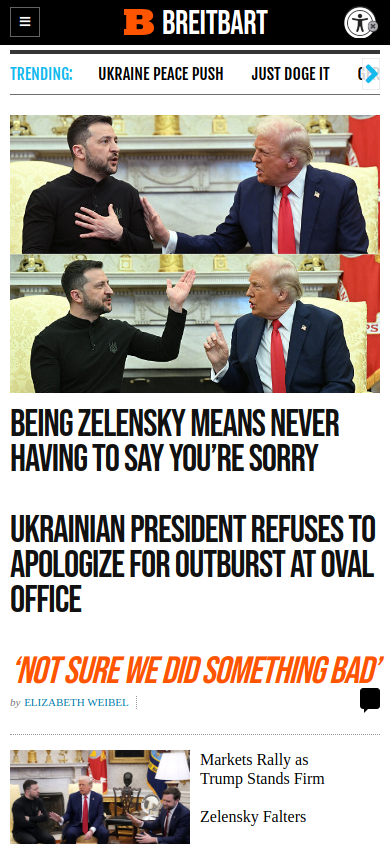 B BREITBART
TRENDING:
UKRAINE PEACE PUSH
JUST DOGE IT
BEING ZELENSKY MEANS NEVER
HAVING TO SAY YOU'RE SORRY
UKRAINIAN PRESIDENT REFUSES TO
APOLOGIZE FOR OUTBURST AT OVAL
OFFICE
‘NOT SURE WE DID SOMETHING BAD’
by ELIZABETH WEIBEL
Markets Rally as
Trump Stands Firm
Zelensky Falters